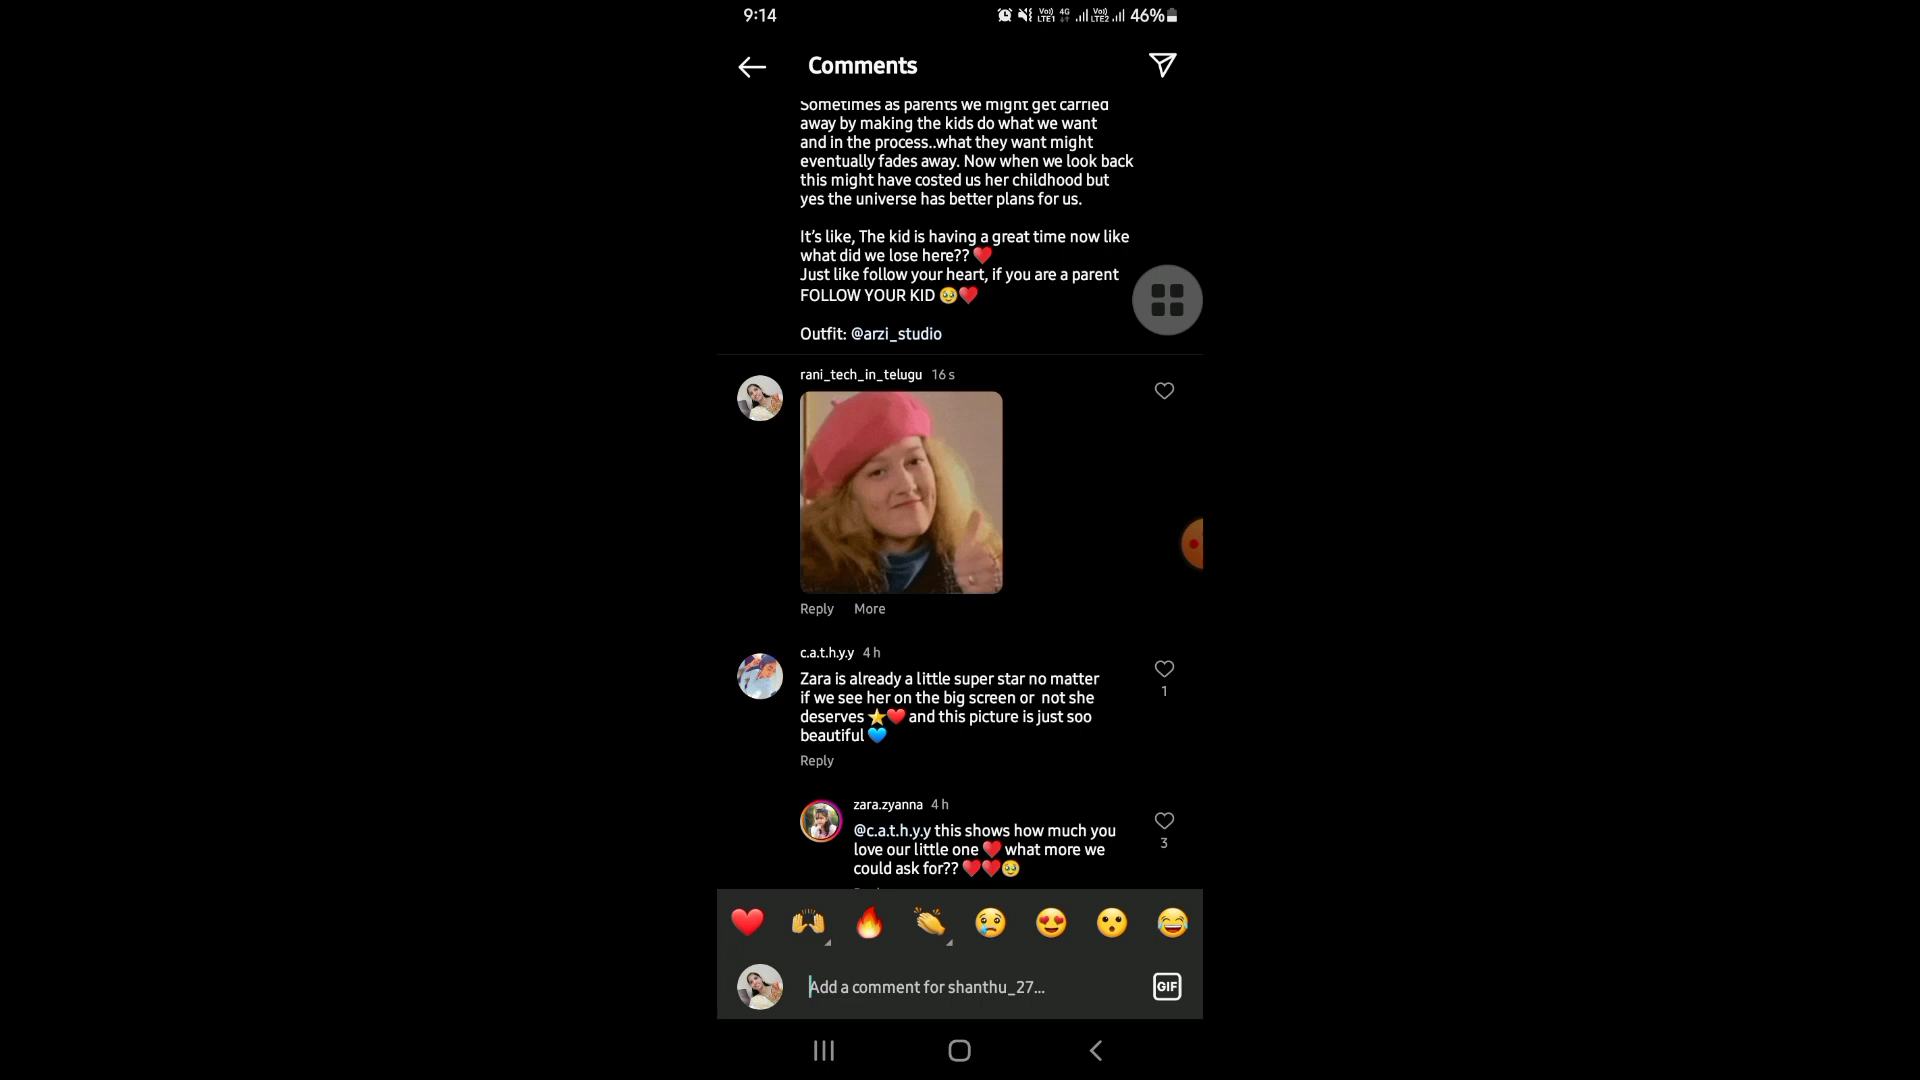 9:14
Vo)) LTE1 4G Vo)) LTE2 46%
Comments
Sometimes as parents we might get carried
away by making the kids do what we want
and in the process..what they want might
eventually fades away. Now when we look back
this might have costed us her childhood but
yes the universe has better plans for us.
It’s like, The kid is having a great time now like
what did we lose here?? ❤️
Just like follow your heart, if you are a parent
FOLLOW YOUR KID 🥹❤️
Outfit: @arzi_studio
rani_tech_in_telugu 16 s
Reply More
c.a.t.h.y.y 4 h
Zara is already a little super star no matter
if we see her on the big screen or not she
deserves ⭐❤️ and this picture is just soo
beautiful 💙
1
Reply
zara.zyanna 4 h
@c.a.t.h.y.y this shows how much you
love our little one ❤️ what more we
could ask for?? ❤️❤️🥹
3
Add a comment for shanthu_27...
GIF